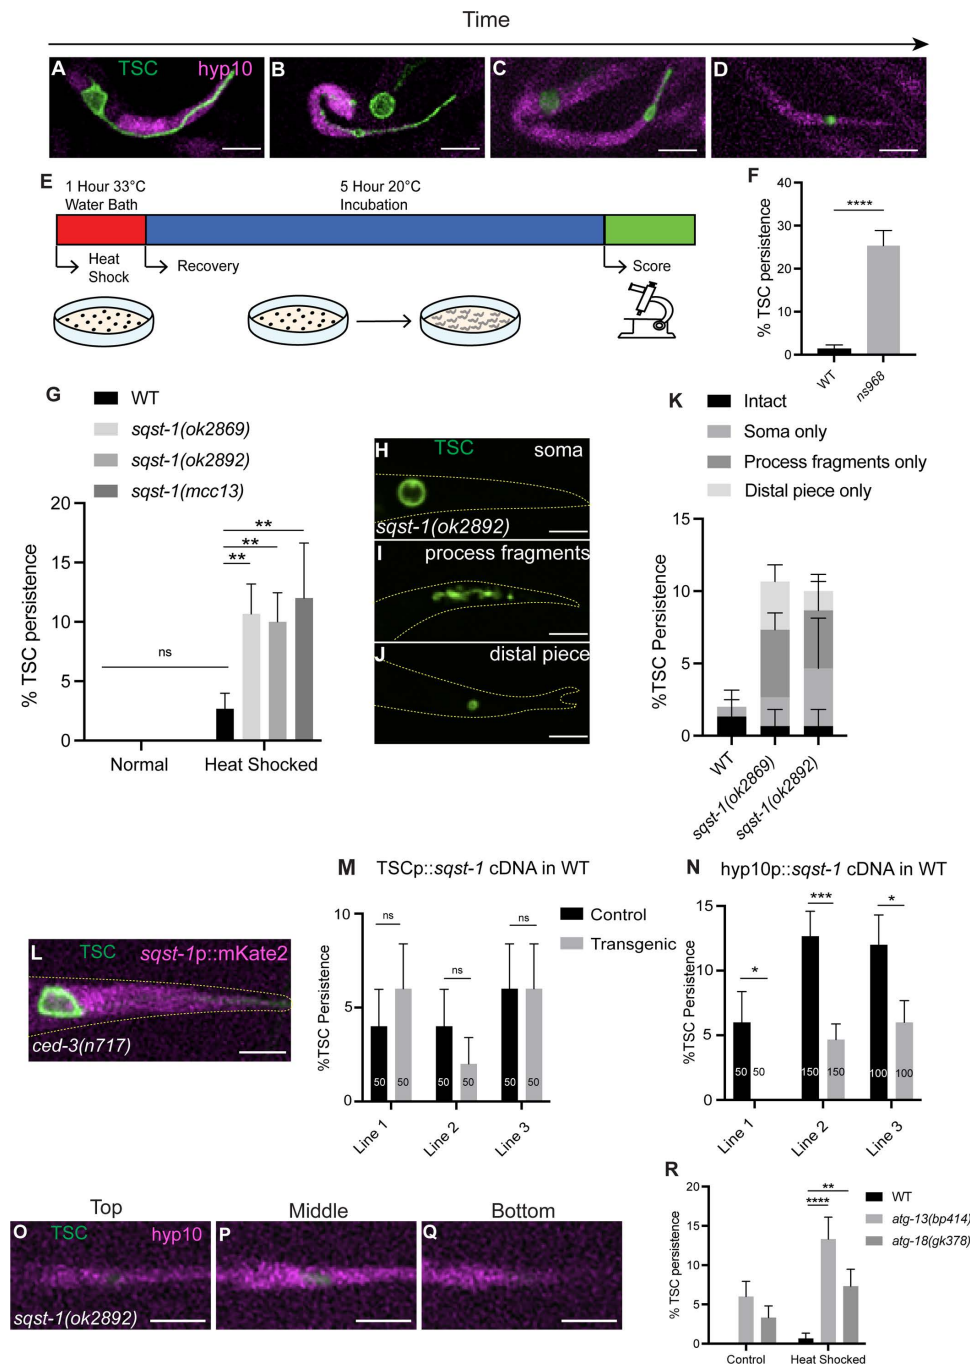 Time
A TSC hyp10
B
C
D
E
1 Hour 33°C
Water Bath
5 Hour 20°C
Incubation
Heat
Shock
Recovery
Score
F
% TSC persistence
40
30
20
10
0
****
WT
ns968
G
WT
sqst-1(ok2869)
sqst-1(ok2892)
sqst-1(mcc13)
% TSC persistence
20
15
10
5
0
ns
**
**
**
Normal
Heat Shocked
H TSC soma
sqst-1(ok2892)
I process fragments
J distal piece
K
Intact
Soma only
Process fragments only
Distal piece only
%TSC Persistence
15
10
5
0
WT
sqst-1(ok2869)
sqst-1(ok2892)
L TSC sqst-1p::mKate2
ced-3(n717)
M TSCp::sqst-1 cDNA in WT
Control
Transgenic
%TSC Persistence
10
5
0
ns
ns
ns
50 50 50 50 50 50
Line 1
Line 2
Line 3
N hyp10p::sqst-1 cDNA in WT
%TSC Persistence
15
10
5
0
*
***
*
50 50 150 150 100 100
Line 1
Line 2
Line 3
Top
Middle
Bottom
O TSC hyp10
sqst-1(ok2892)
P
Q
R
WT
atg-13(bp414)
atg-18(gk378)
% TSC persistence
20
15
10
5
0
**
****
Control
Heat Shocked